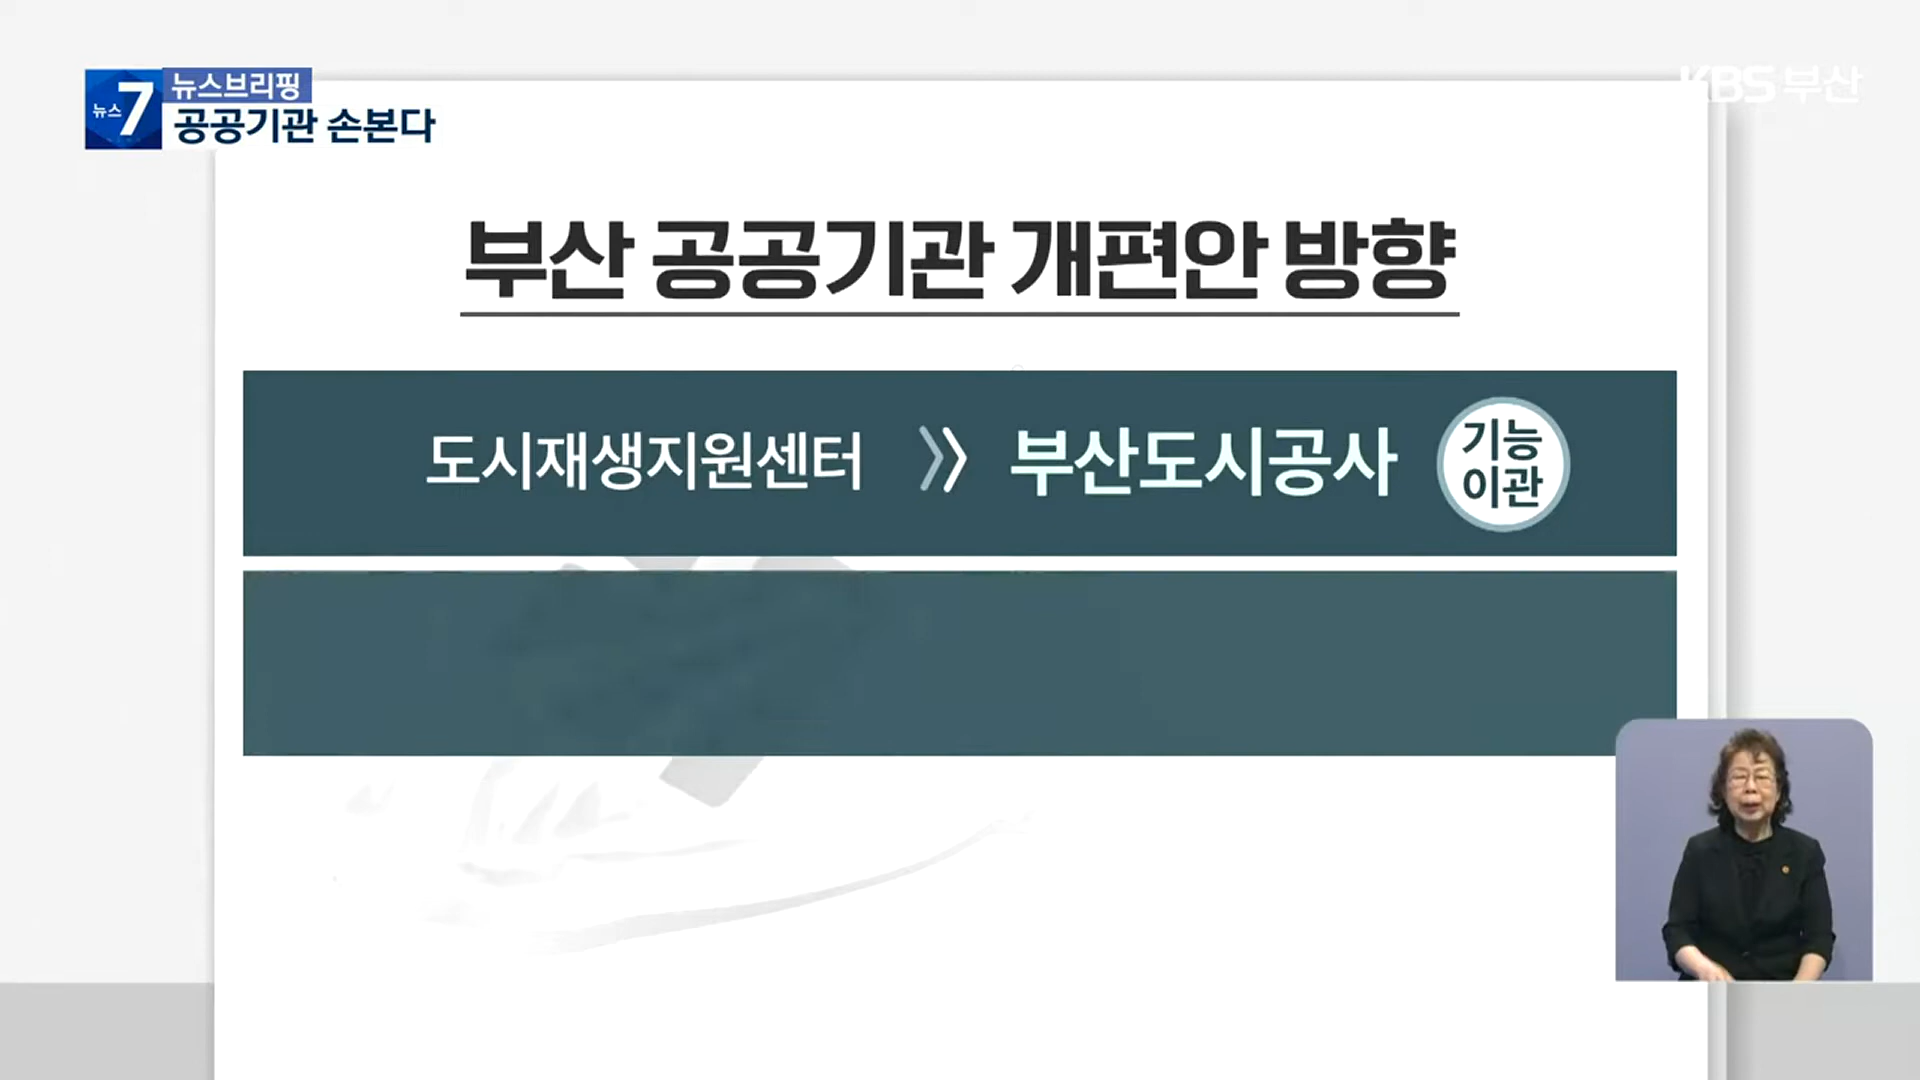 뉴스7
뉴스브리핑
공공기관 손본다
KBS 부산
부산 공공기관 개편안 방향
도시재생지원센터 》 부산도시공사
기능
이관